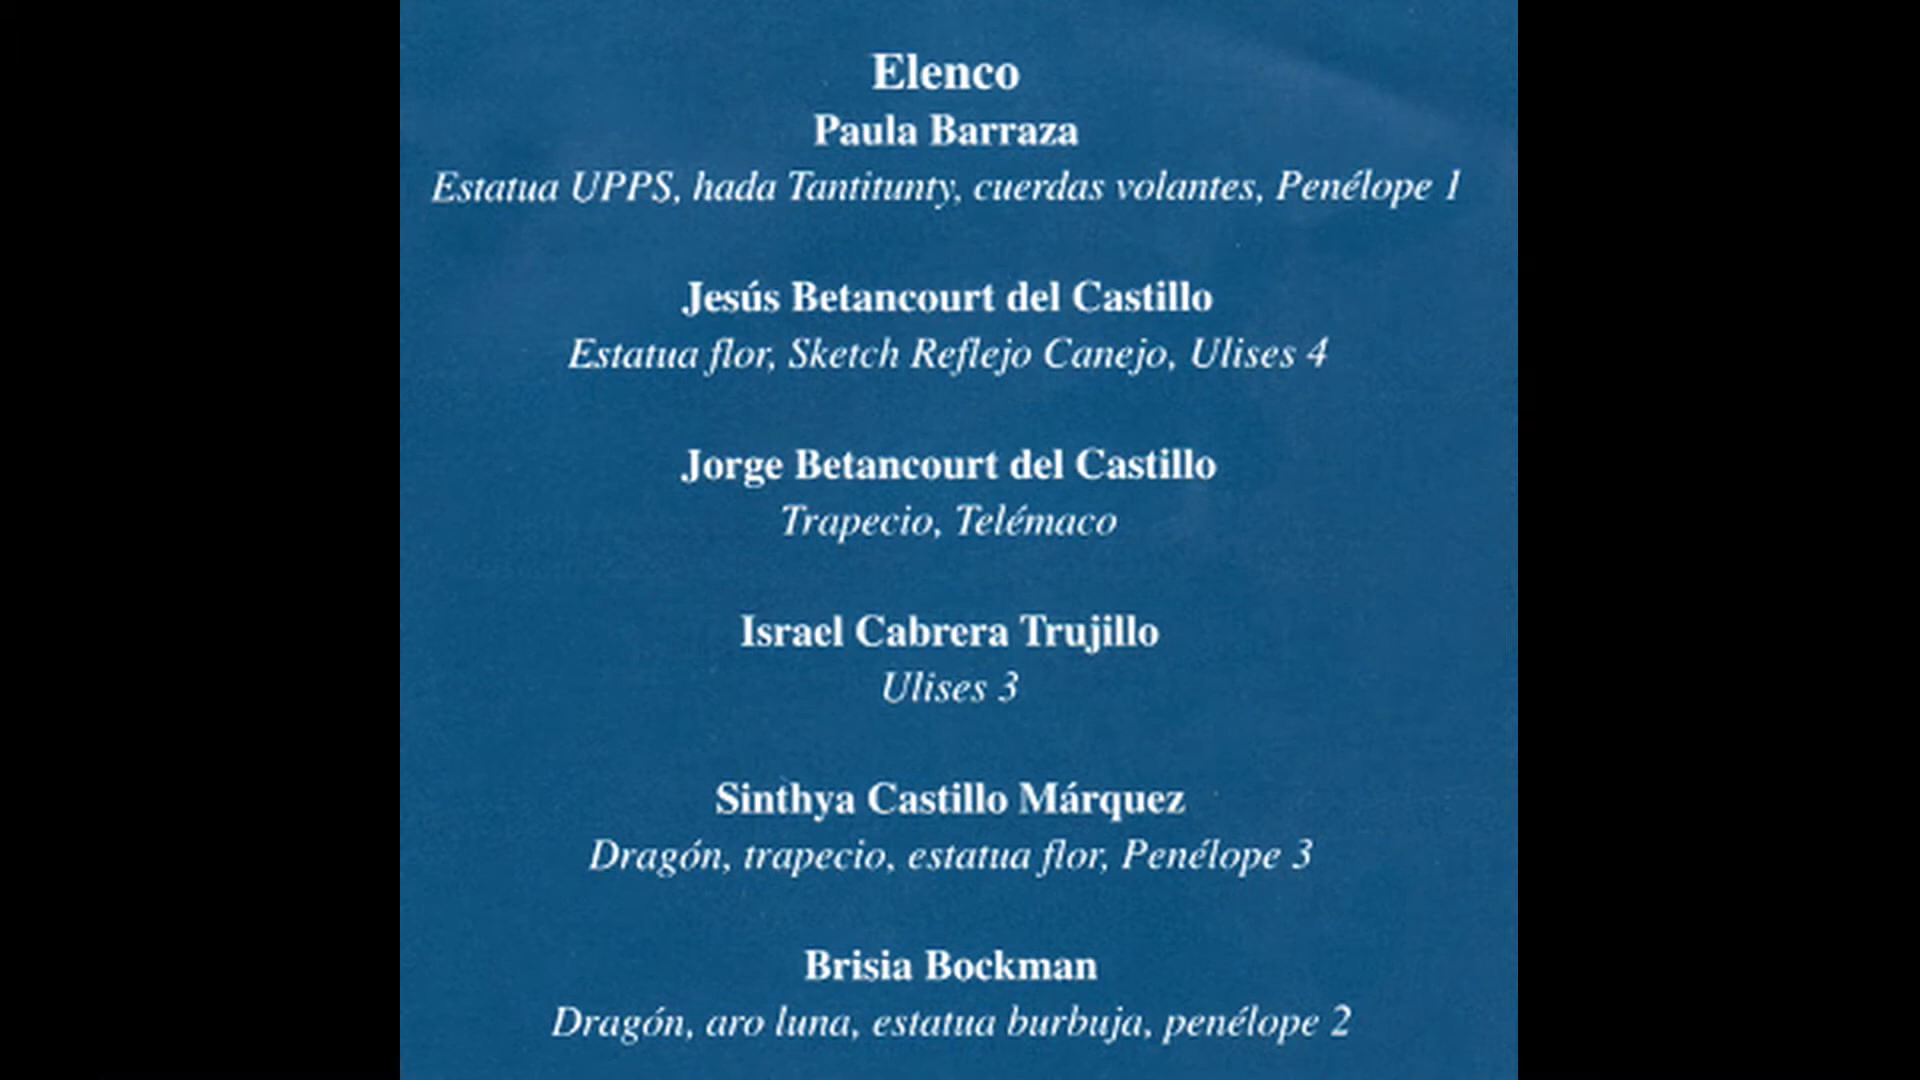 Elenco
Paula Barraza
Estatua UPPS, hada Tantitunty, cuerdas volantes, Penélope 1
Jesús Betancourt del Castillo
Estatua flor, Sketch Reflejo Canejo, Ulises 4
Jorge Betancourt del Castillo
Trapecio, Telémaco
Israel Cabrera Trujillo
Ulises 3
Sinthya Castillo Márquez
Dragón, trapecio, estatua flor, Penélope 3
Brisia Bockman
Dragón, aro luna, estatua burbuja, penélope 2